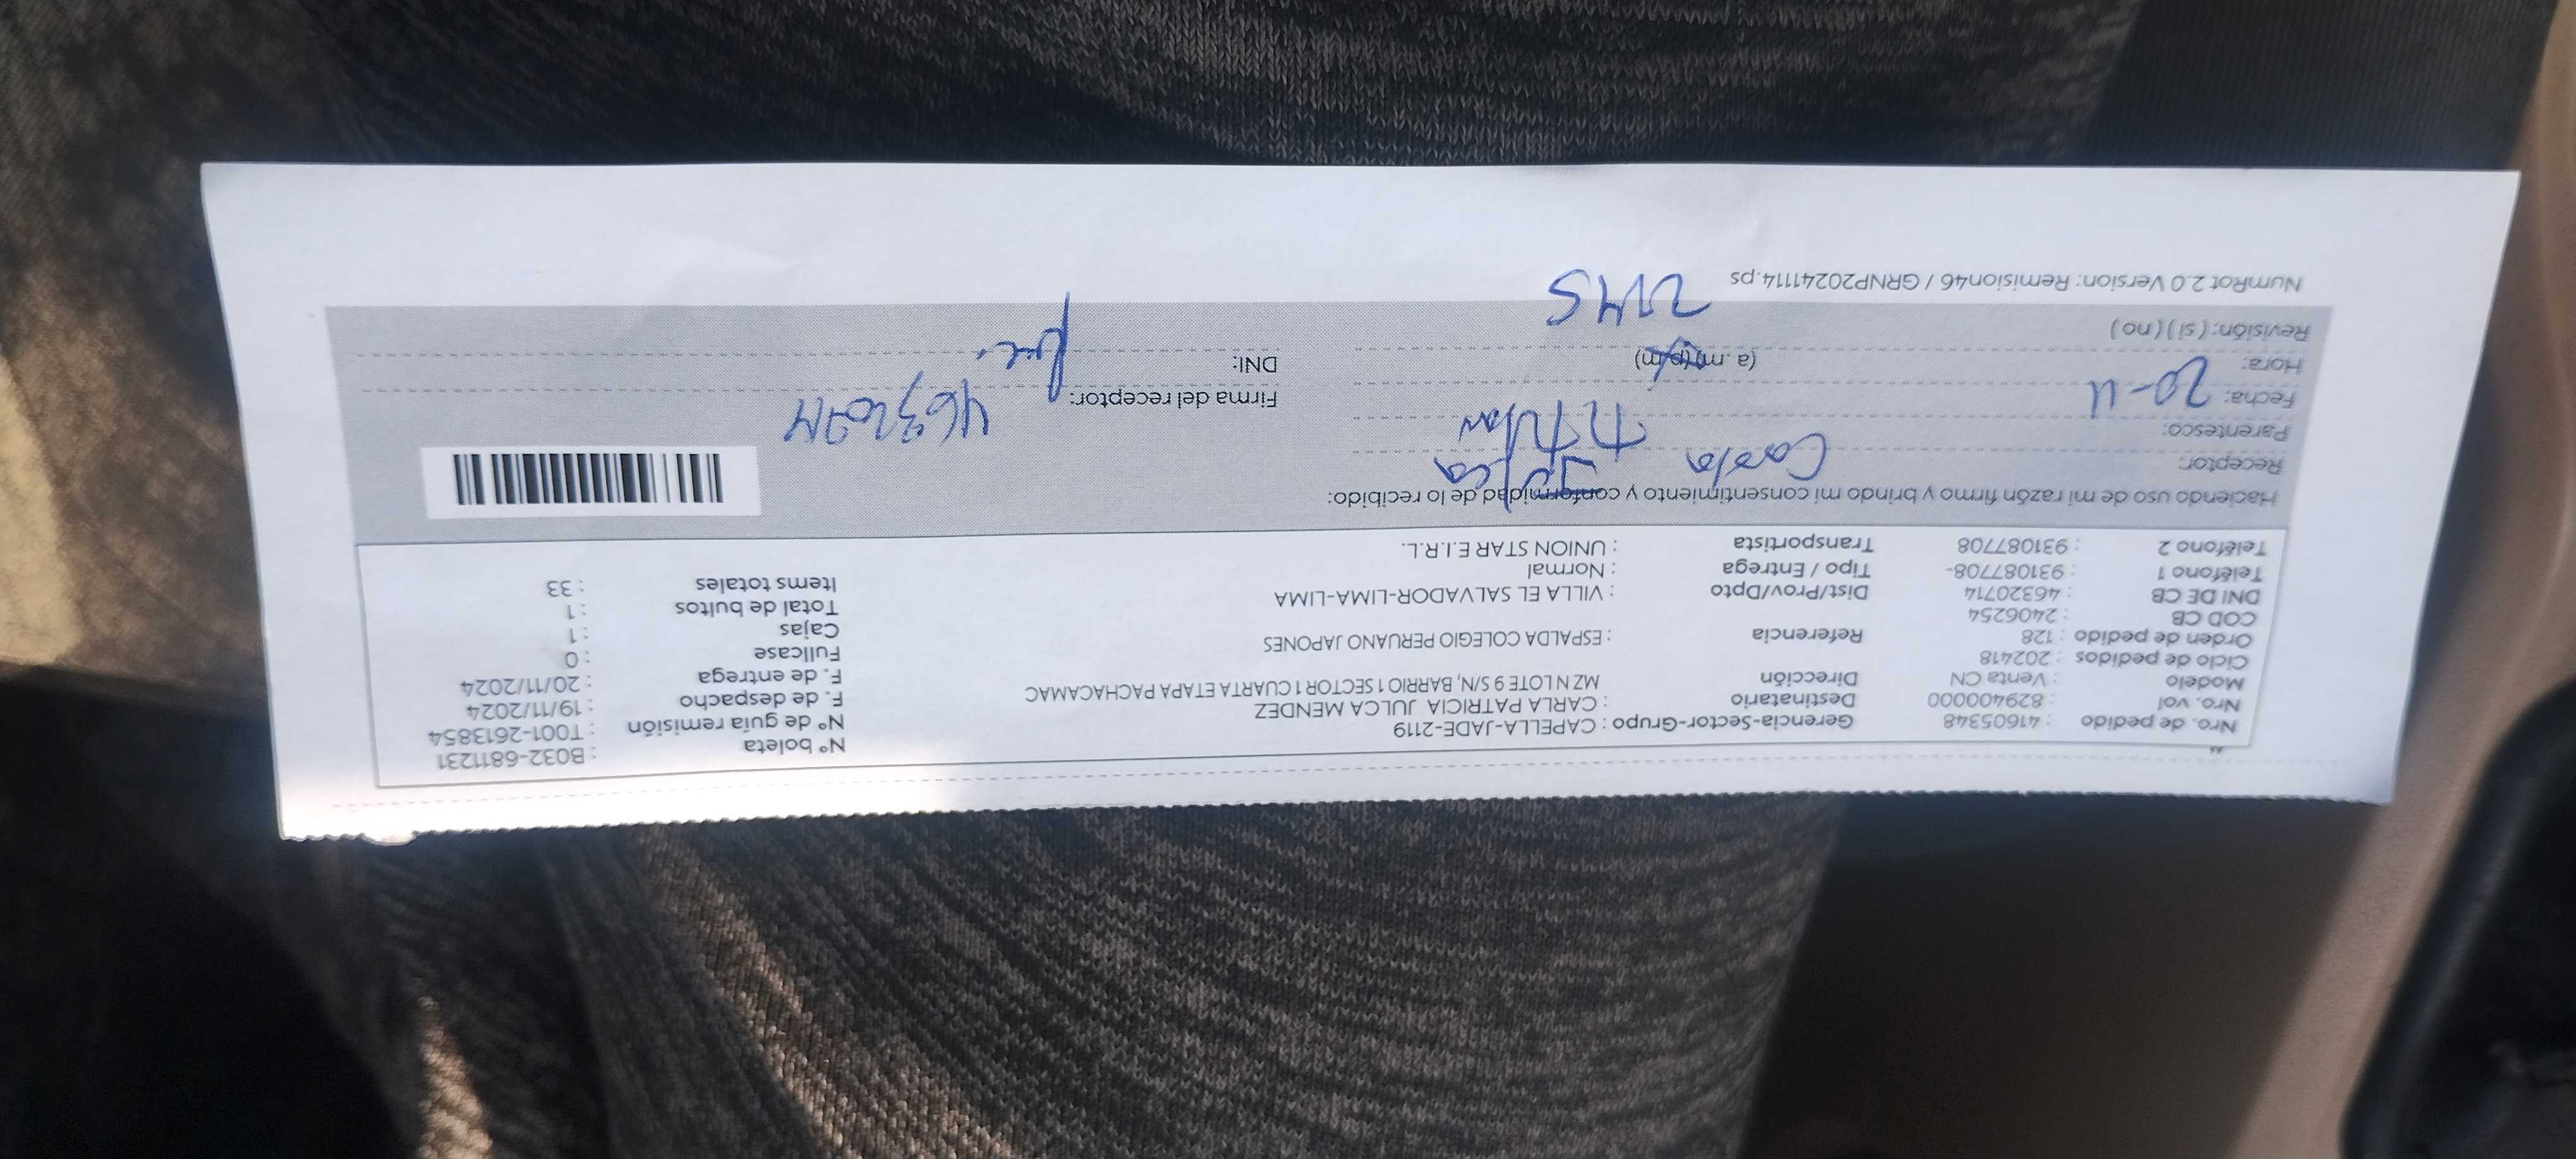 Nro. de pedido : 41605348 Gerencia-Sector-Grupo : CAPELLA-JADE-2119 N° boleta : B032-6811231
Nro. vol : 829400000 Destinatario : CARLA PATRICIA JULCA MENDEZ N° de guía remisión : T001-2613854
Modelo : Venta CN Dirección MZ N LOTE 9 S/N, BARRIO 1 SECTOR 1 CUARTA ETAPA PACHACAMAC F. de despacho : 19/11/2024
Ciclo de pedidos : 202418 F. de entrega : 20/11/2024
Orden de pedido : 128 Referencia : ESPALDA COLEGIO PERUANO JAPONES Fullcase : 0
COD CB : 2406254 Cajas : 1
DNI DE CB : 46320714 Dist/Prov/Dpto : VILLA EL SALVADOR-LIMA-LIMA Total de bultos : 1
Teléfono 1 : 931087708- Tipo / Entrega : Normal Items totales : 33
Teléfono 2 : 931087708 Transportista : UNION STAR E.I.R.L.
Haciendo uso de mi razón firmo y brindo mi consentimiento y conformidad de lo recibido:
Receptor: Carla Julca
Parentesco: Titular
Fecha: 20-11 Firma del receptor:
Hora: (a. m) (p/m) DNI:
Revisión: ( si ) ( no )
NumRot 2.0 Version: Remision46 / GRNP20241114.ps